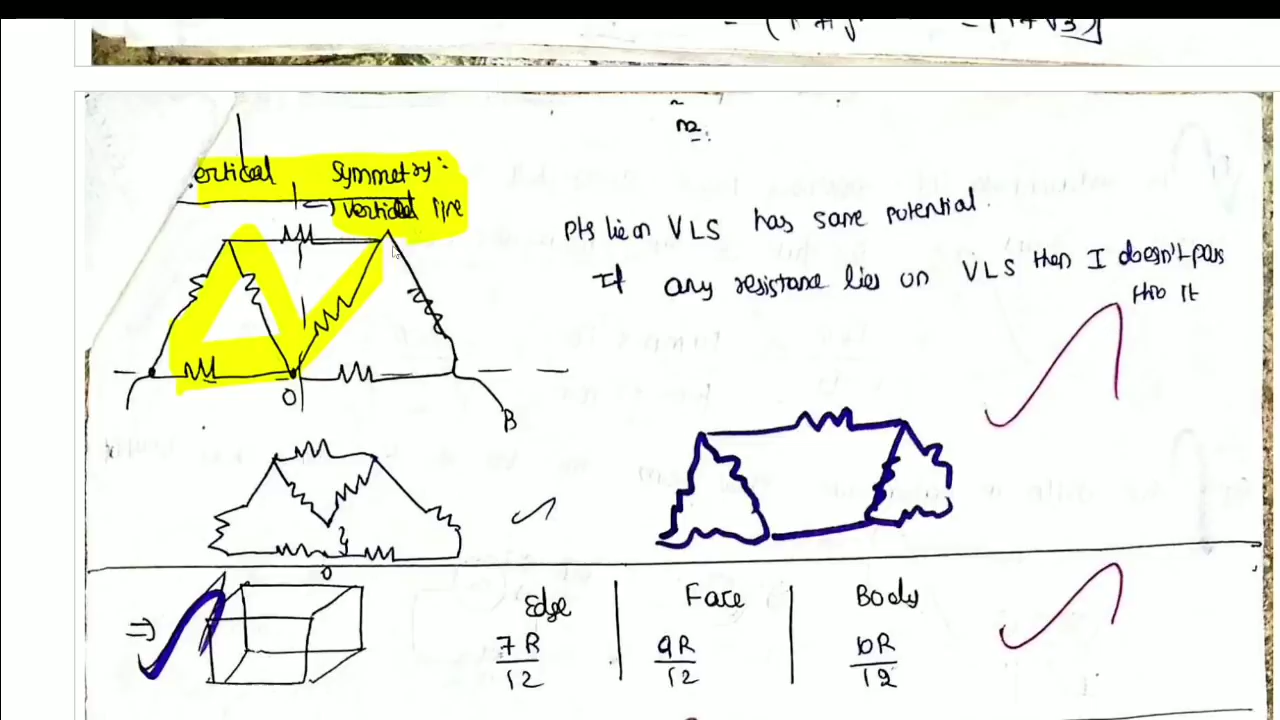 ertical Symmetry:-
Vertical line
Pts lie on VLS has same potential.
If any resistance lies on VLS then I doesn't pass
thro it
O
B
O
⇒
Edge | Face | Body
7R/12 | 9R/12 | 10R/12